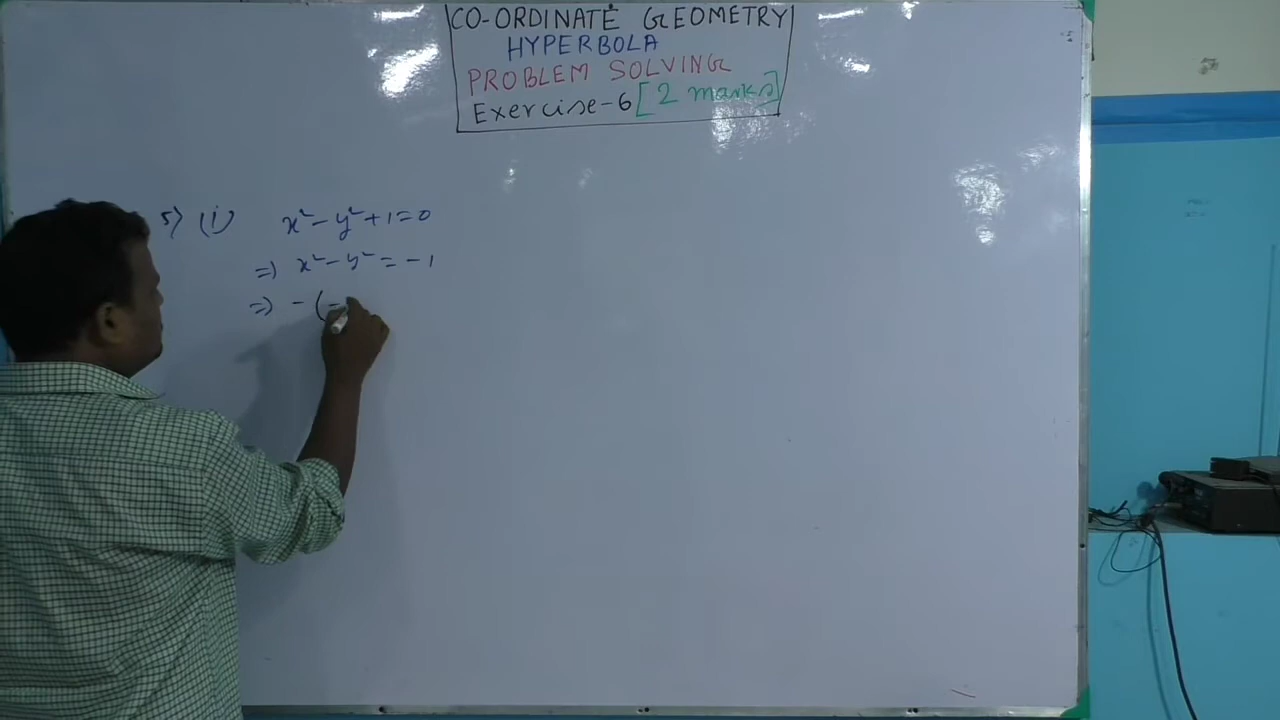 CO-ORDINATE GEOMETRY
HYPERBOLA
PROBLEM SOLVING
Exercise-6 [2 marks]
5) (i) x² - y² + 1 = 0
=) x² - y² = -1
=) - (-